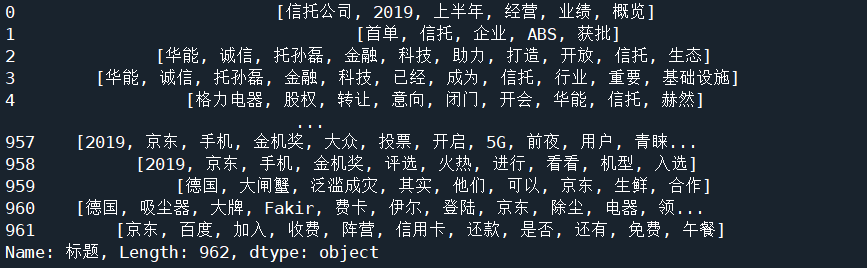 0 [信托公司, 2019, 上半年, 经营, 业绩, 概览]
1 [首单, 信托, 企业, ABS, 获批]
2 [华能, 诚信, 托孙磊, 金融, 科技, 助力, 打造, 开放, 信托, 生态]
3 [华能, 诚信, 托孙磊, 金融, 科技, 已经, 成为, 信托, 行业, 重要, 基础设施]
4 [格力电器, 股权, 转让, 意向, 闭门, 开会, 华能, 信托, 赫然]
...
957 [2019, 京东, 手机, 金机奖, 大众, 投票, 开启, 5G, 前夜, 用户, 青睐...
958 [2019, 京东, 手机, 金机奖, 评选, 火热, 进行, 看看, 机型, 入选]
959 [德国, 大闸蟹, 泛滥成灾, 其实, 他们, 可以, 京东, 生鲜, 合作]
960 [德国, 吸尘器, 大牌, Fakir, 费卡, 伊尔, 登陆, 京东, 除尘, 电器, 领...
961 [京东, 百度, 加入, 收费, 阵营, 信用卡, 还款, 是否, 还有, 免费, 午餐]
Name: 标题, Length: 962, dtype: object